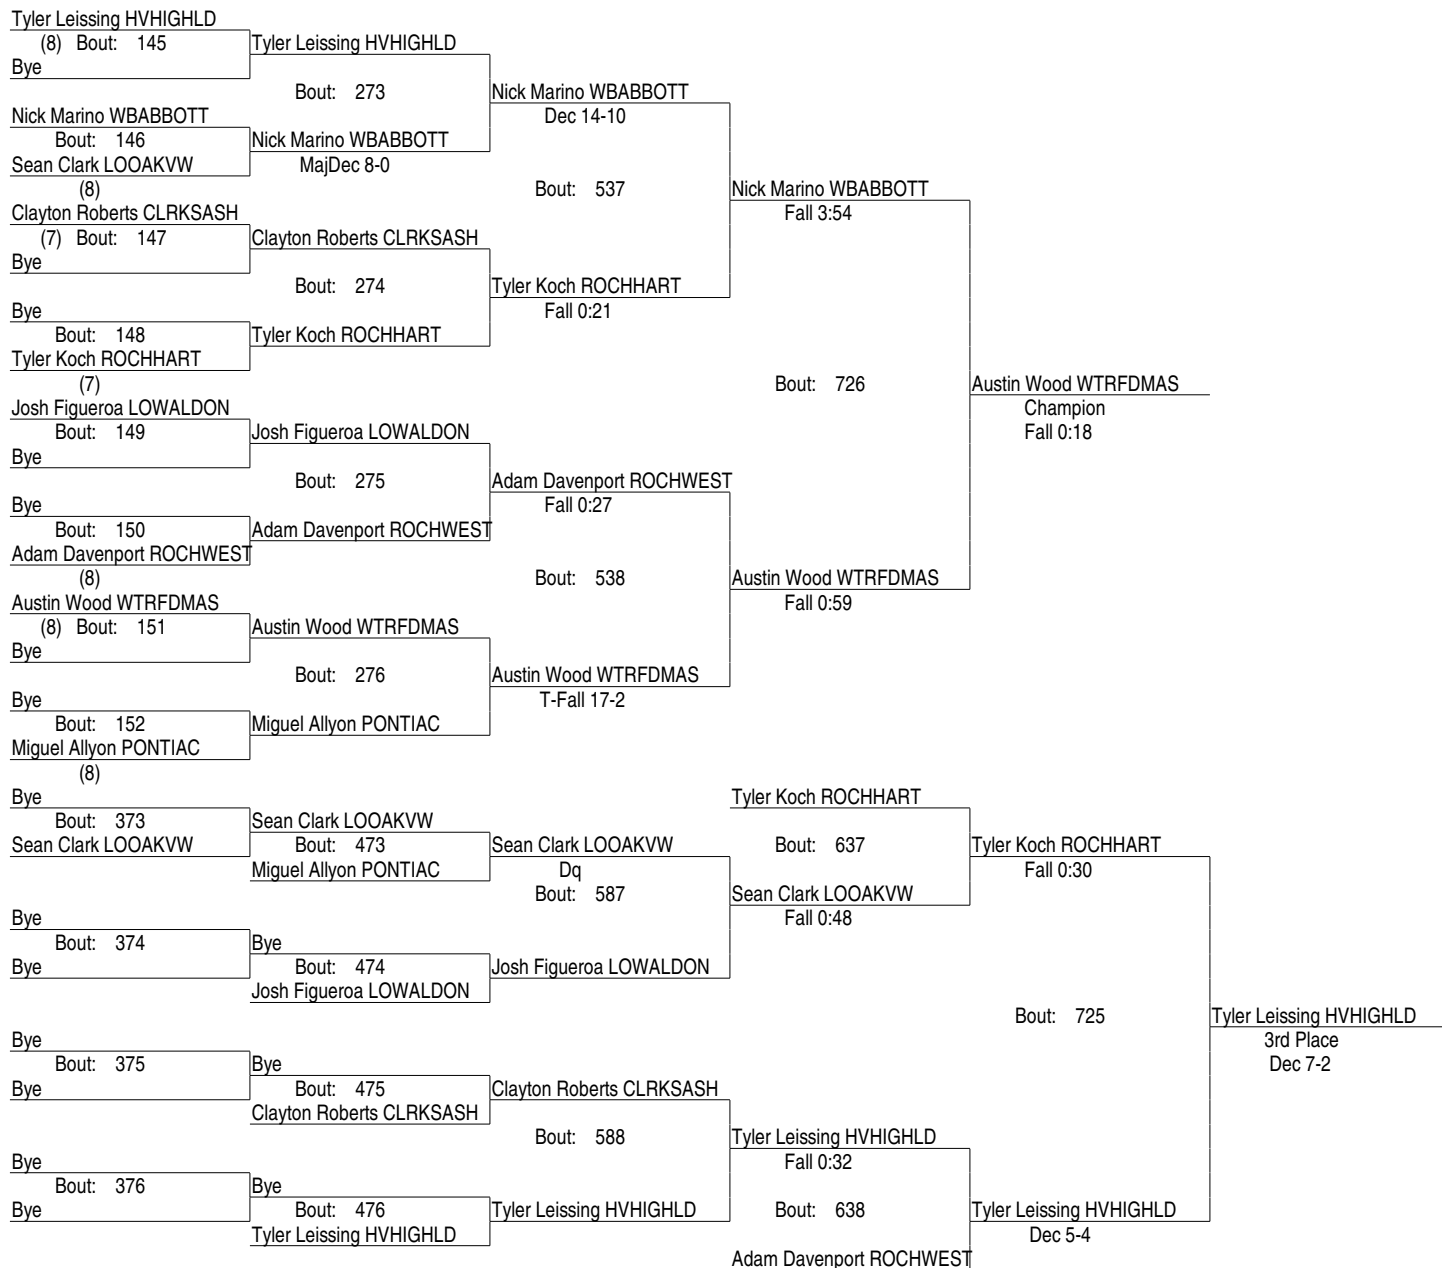 Tyler Leissing HVHIGHLD
(8) Bout: 145 Tyler Leissing HVHIGHLD
Bye
Bout: 273 Nick Marino WBABBOTT
Nick Marino WBABBOTT Dec 14-10
Bout: 146 Nick Marino WBABBOTT
Sean Clark LOOAKVW MajDec 8-0
(8) Bout: 537 Nick Marino WBABBOTT
Clayton Roberts CLRKSASH Fall 3:54
(7) Bout: 147 Clayton Roberts CLRKSASH
Bye
Bout: 274 Tyler Koch ROCHHART
Bye Fall 0:21
Bout: 148 Tyler Koch ROCHHART
Tyler Koch ROCHHART
(7) Bout: 726 Austin Wood WTRFDMAS
Josh Figueroa LOWALDON Champion
Bout: 149 Josh Figueroa LOWALDON Fall 0:18
Bye
Bout: 275 Adam Davenport ROCHWEST
Bye Fall 0:27
Bout: 150 Adam Davenport ROCHWEST
Adam Davenport ROCHWEST
(8) Bout: 538 Austin Wood WTRFDMAS
Austin Wood WTRFDMAS Fall 0:59
(8) Bout: 151 Austin Wood WTRFDMAS
Bye
Bout: 276 Austin Wood WTRFDMAS
Bye T-Fall 17-2
Bout: 152 Miguel Allyon PONTIAC
Miguel Allyon PONTIAC
(8)
Bye Tyler Koch ROCHHART
Bout: 373 Sean Clark LOOAKVW
Sean Clark LOOAKVW Bout: 473 Sean Clark LOOAKVW Bout: 637 Tyler Koch ROCHHART
Miguel Allyon PONTIAC Dq Fall 0:30
Bout: 587 Sean Clark LOOAKVW
Bye Fall 0:48
Bout: 374 Bye
Bye Bout: 474 Josh Figueroa LOWALDON
Josh Figueroa LOWALDON
Bout: 725 Tyler Leissing HVHIGHLD
Bye 3rd Place
Bout: 375 Bye Dec 7-2
Bye Bout: 475 Clayton Roberts CLRKSASH
Clayton Roberts CLRKSASH
Bout: 588 Tyler Leissing HVHIGHLD
Bye Fall 0:32
Bout: 376 Bye
Bye Bout: 476 Tyler Leissing HVHIGHLD Bout: 638 Tyler Leissing HVHIGHLD
Tyler Leissing HVHIGHLD Dec 5-4
Adam Davenport ROCHWEST